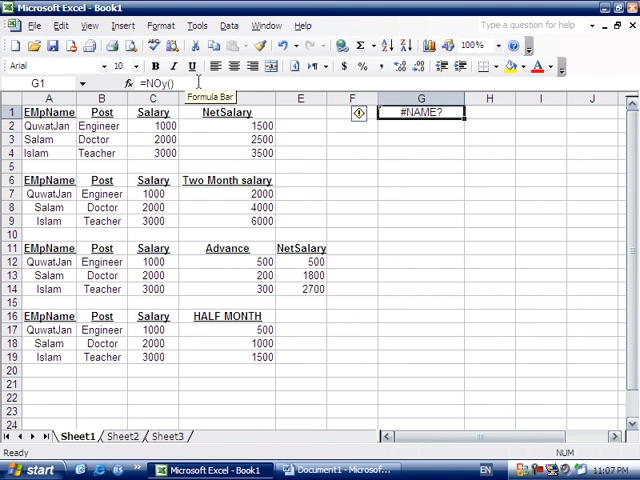 Microsoft Excel - Book1
File Edit View Insert Format Tools Data Window Help
Type a question for help
100%
Arial 10 B I U $ % ,
G1 fx =NOy()
Formula Bar
A B C D E F G H I J
1 EMpName Post Salary NetSalary #NAME?
2 QuwatJan Engineer 1000 1500
3 Salam Doctor 2000 2500
4 Islam Teacher 3000 3500
5
6 EMpName Post Salary Two Month salary
7 QuwatJan Engineer 1000 2000
8 Salam Doctor 2000 4000
9 Islam Teacher 3000 6000
10
11 EMpName Post Salary Advance NetSalary
12 QuwatJan Engineer 1000 500 500
13 Salam Doctor 2000 200 1800
14 Islam Teacher 3000 300 2700
15
16 EMpName Post Salary HALF MONTH
17 QuwatJan Engineer 1000 500
18 Salam Doctor 2000 1000
19 Islam Teacher 3000 1500
20
21
22
23
24
Sheet1 Sheet2 Sheet3
Ready NUM
start Microsoft Excel - Book1 Document1 - Microsof... EN 11:07 PM